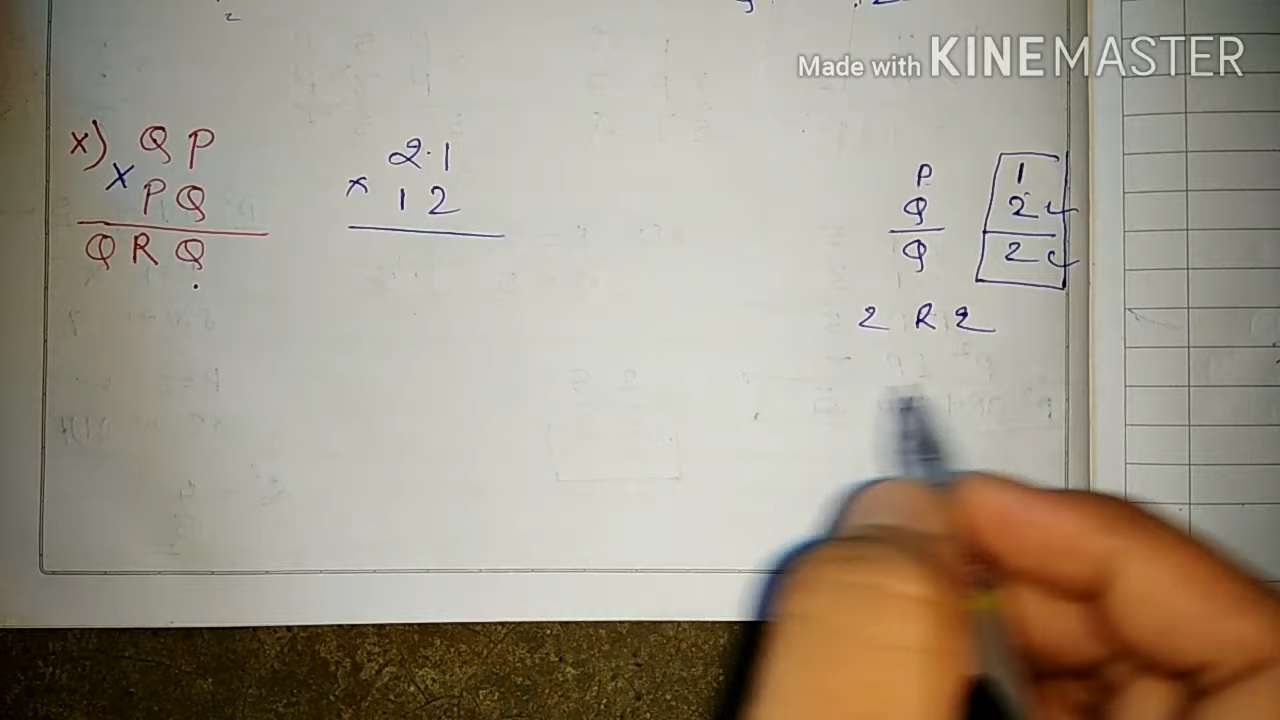 Made with KINEMASTER
x) Q P
x P Q
Q R Q
2.1
x 1 2
P
Q
Q
1
2
2
2 R 2